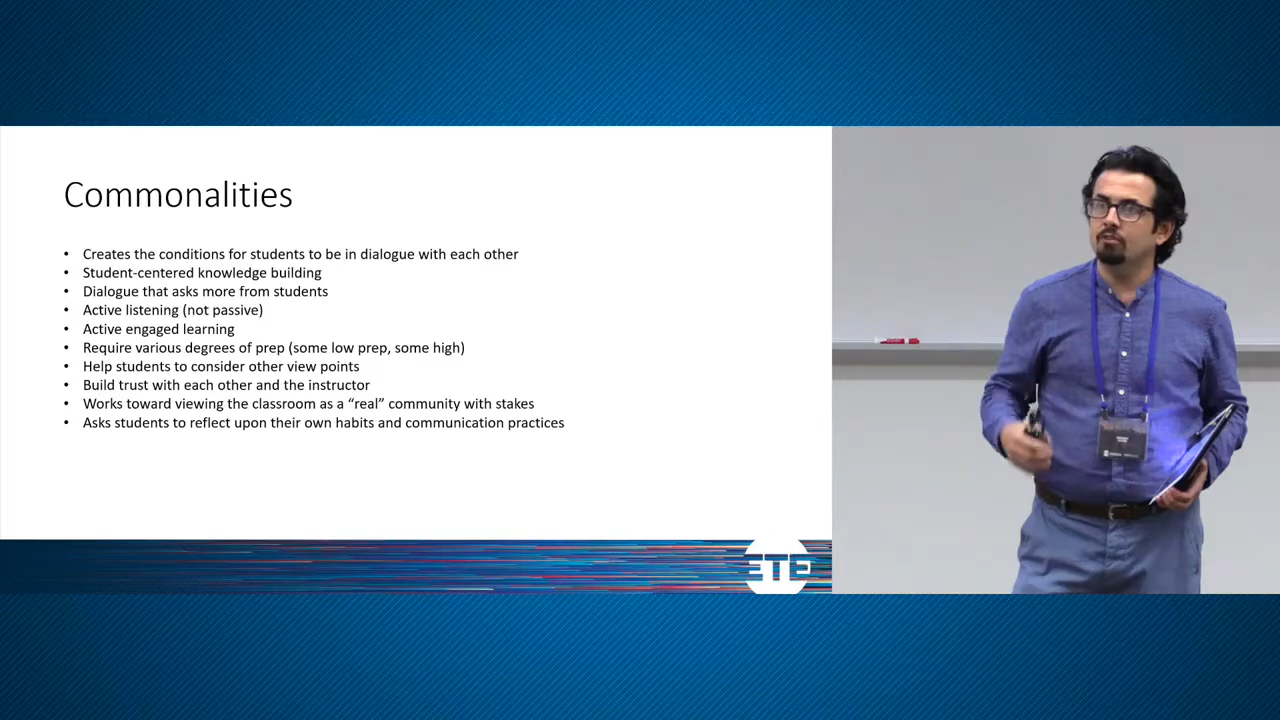 Commonalities
• Creates the conditions for students to be in dialogue with each other
• Student-centered knowledge building
• Dialogue that asks more from students
• Active listening (not passive)
• Active engaged learning
• Require various degrees of prep (some low prep, some high)
• Help students to consider other view points
• Build trust with each other and the instructor
• Works toward viewing the classroom as a “real” community with stakes
• Asks students to reflect upon their own habits and communication practices
ETE